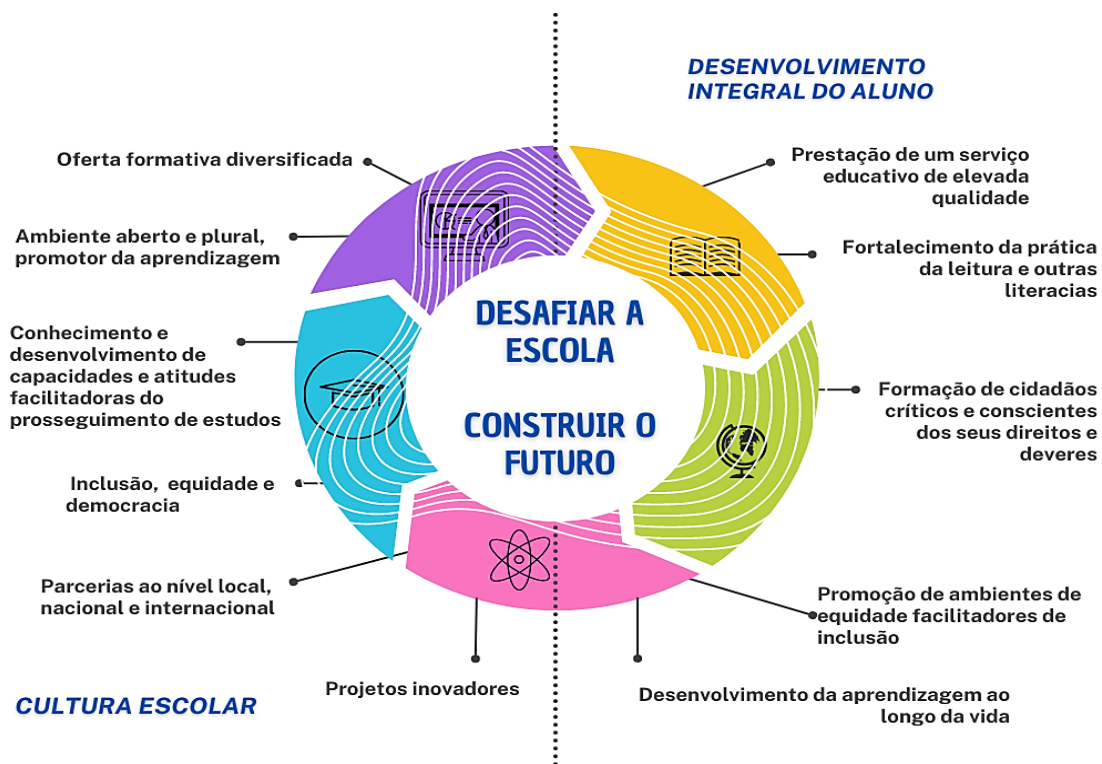 DESENVOLVIMENTO
INTEGRAL DO ALUNO
Oferta formativa diversificada
Ambiente aberto e plural,
promotor da aprendizagem
Conhecimento e
desenvolvimento de
capacidades e atitudes
facilitadoras do
prosseguimento de estudos
Inclusão, equidade e
democracia
Parcerias ao nível local,
nacional e internacional
Projetos inovadores
CULTURA ESCOLAR
DESAFIAR A
ESCOLA
CONSTRUIR O
FUTURO
Prestação de um serviço
educativo de elevada
qualidade
Fortalecimento da prática
da leitura e outras
literacias
Formação de cidadãos
críticos e conscientes
dos seus direitos e
deveres
Promoção de ambientes de
equidade facilitadores de
inclusão
Desenvolvimento da aprendizagem ao
longo da vida